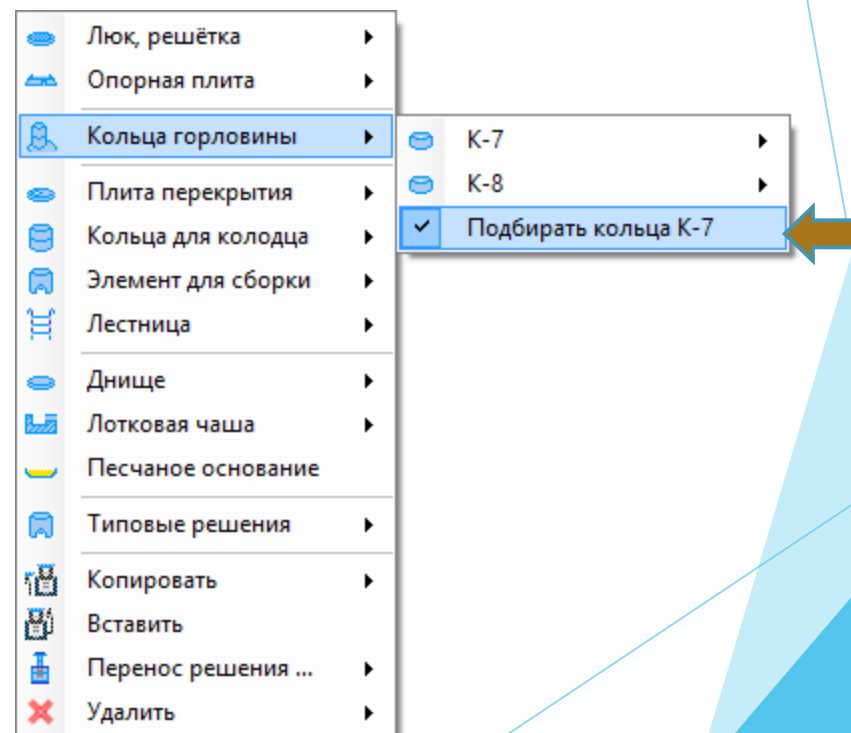 Люк, решётка
Опорная плита
Кольца горловины
К-7
К-8
Подбирать кольца К-7
Плита перекрытия
Кольца для колодца
Элемент для сборки
Лестница
Днище
Лотковая чаша
Песчаное основание
Типовые решения
Копировать
Вставить
Перенос решения ...
Удалить